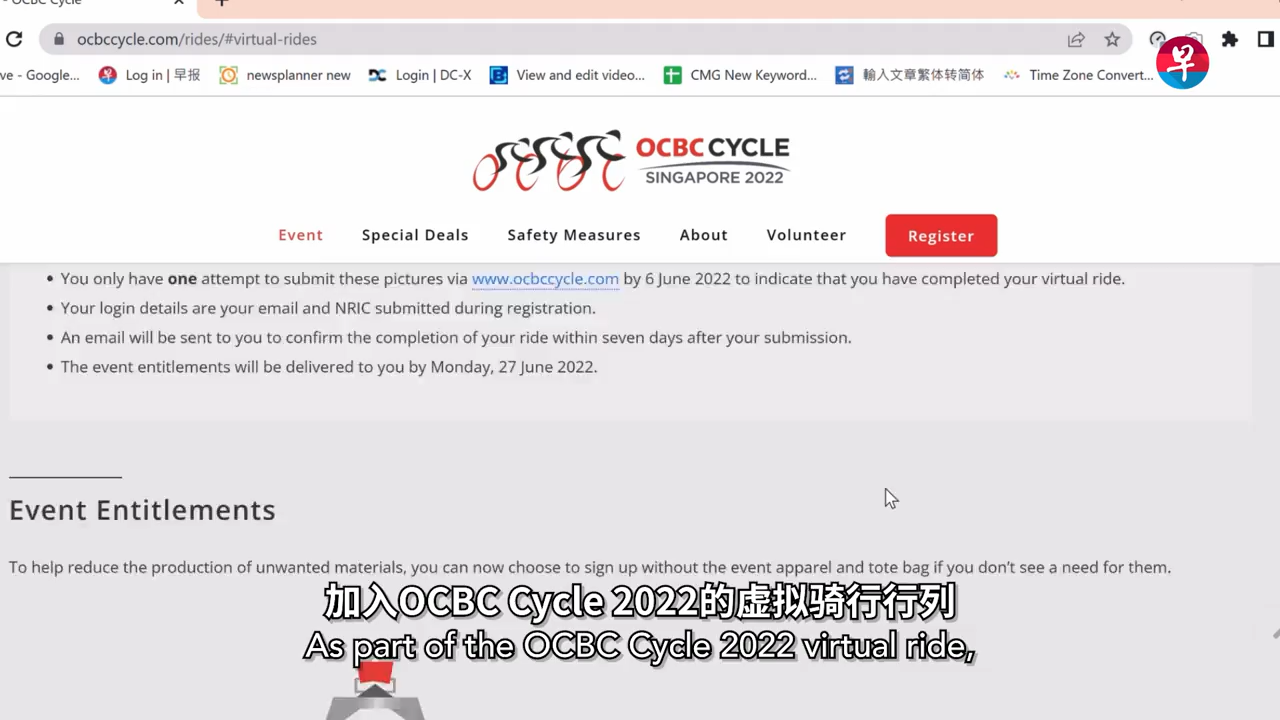 OCBC Cycle
ocbccycle.com/rides/#virtual-rides
ve - Google...
Log in | 早报
newsplanner new
Login | DC-X
View and edit video...
CMG New Keyword...
輸入文章繁体转简体
Time Zone Convert...
早
OCBC CYCLE
SINGAPORE 2022
Event
Special Deals
Safety Measures
About
Volunteer
Register
• You only have one attempt to submit these pictures via www.ocbccycle.com by 6 June 2022 to indicate that you have completed your virtual ride.
• Your login details are your email and NRIC submitted during registration.
• An email will be sent to you to confirm the completion of your ride within seven days after your submission.
• The event entitlements will be delivered to you by Monday, 27 June 2022.
Event Entitlements
To help reduce the production of unwanted materials, you can now choose to sign up without the event apparel and tote bag if you don't see a need for them.
加入OCBC Cycle 2022的虚拟骑行行列
As part of the OCBC Cycle 2022 virtual ride,